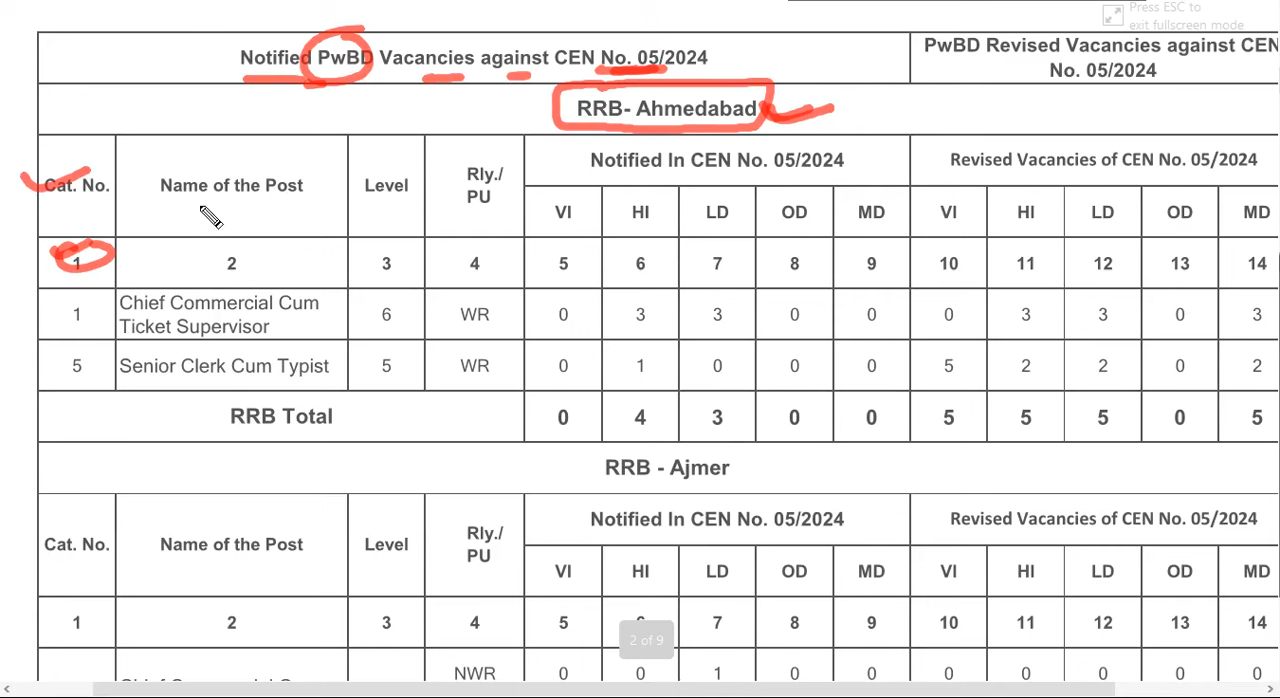 Press ESC to
exit fullscreen mode
Notified PwBD Vacancies against CEN No. 05/2024
PwBD Revised Vacancies against CEN
No. 05/2024
RRB- Ahmedabad
Cat. No. Name of the Post Level Rly./ PU Notified In CEN No. 05/2024 Revised Vacancies of CEN No. 05/2024
VI HI LD OD MD VI HI LD OD MD
1 2 3 4 5 6 7 8 9 10 11 12 13 14
1 Chief Commercial Cum Ticket Supervisor 6 WR 0 3 3 0 0 0 3 3 0 3
5 Senior Clerk Cum Typist 5 WR 0 1 0 0 0 5 2 2 0 2
RRB Total 0 4 3 0 0 5 5 5 0 5
RRB - Ajmer
Cat. No. Name of the Post Level Rly./ PU Notified In CEN No. 05/2024 Revised Vacancies of CEN No. 05/2024
VI HI LD OD MD VI HI LD OD MD
1 2 3 4 5 7 8 9 10 11 12 13 14
2 of 9
NWR 0 0 1 0 0 0 0 0 0 0